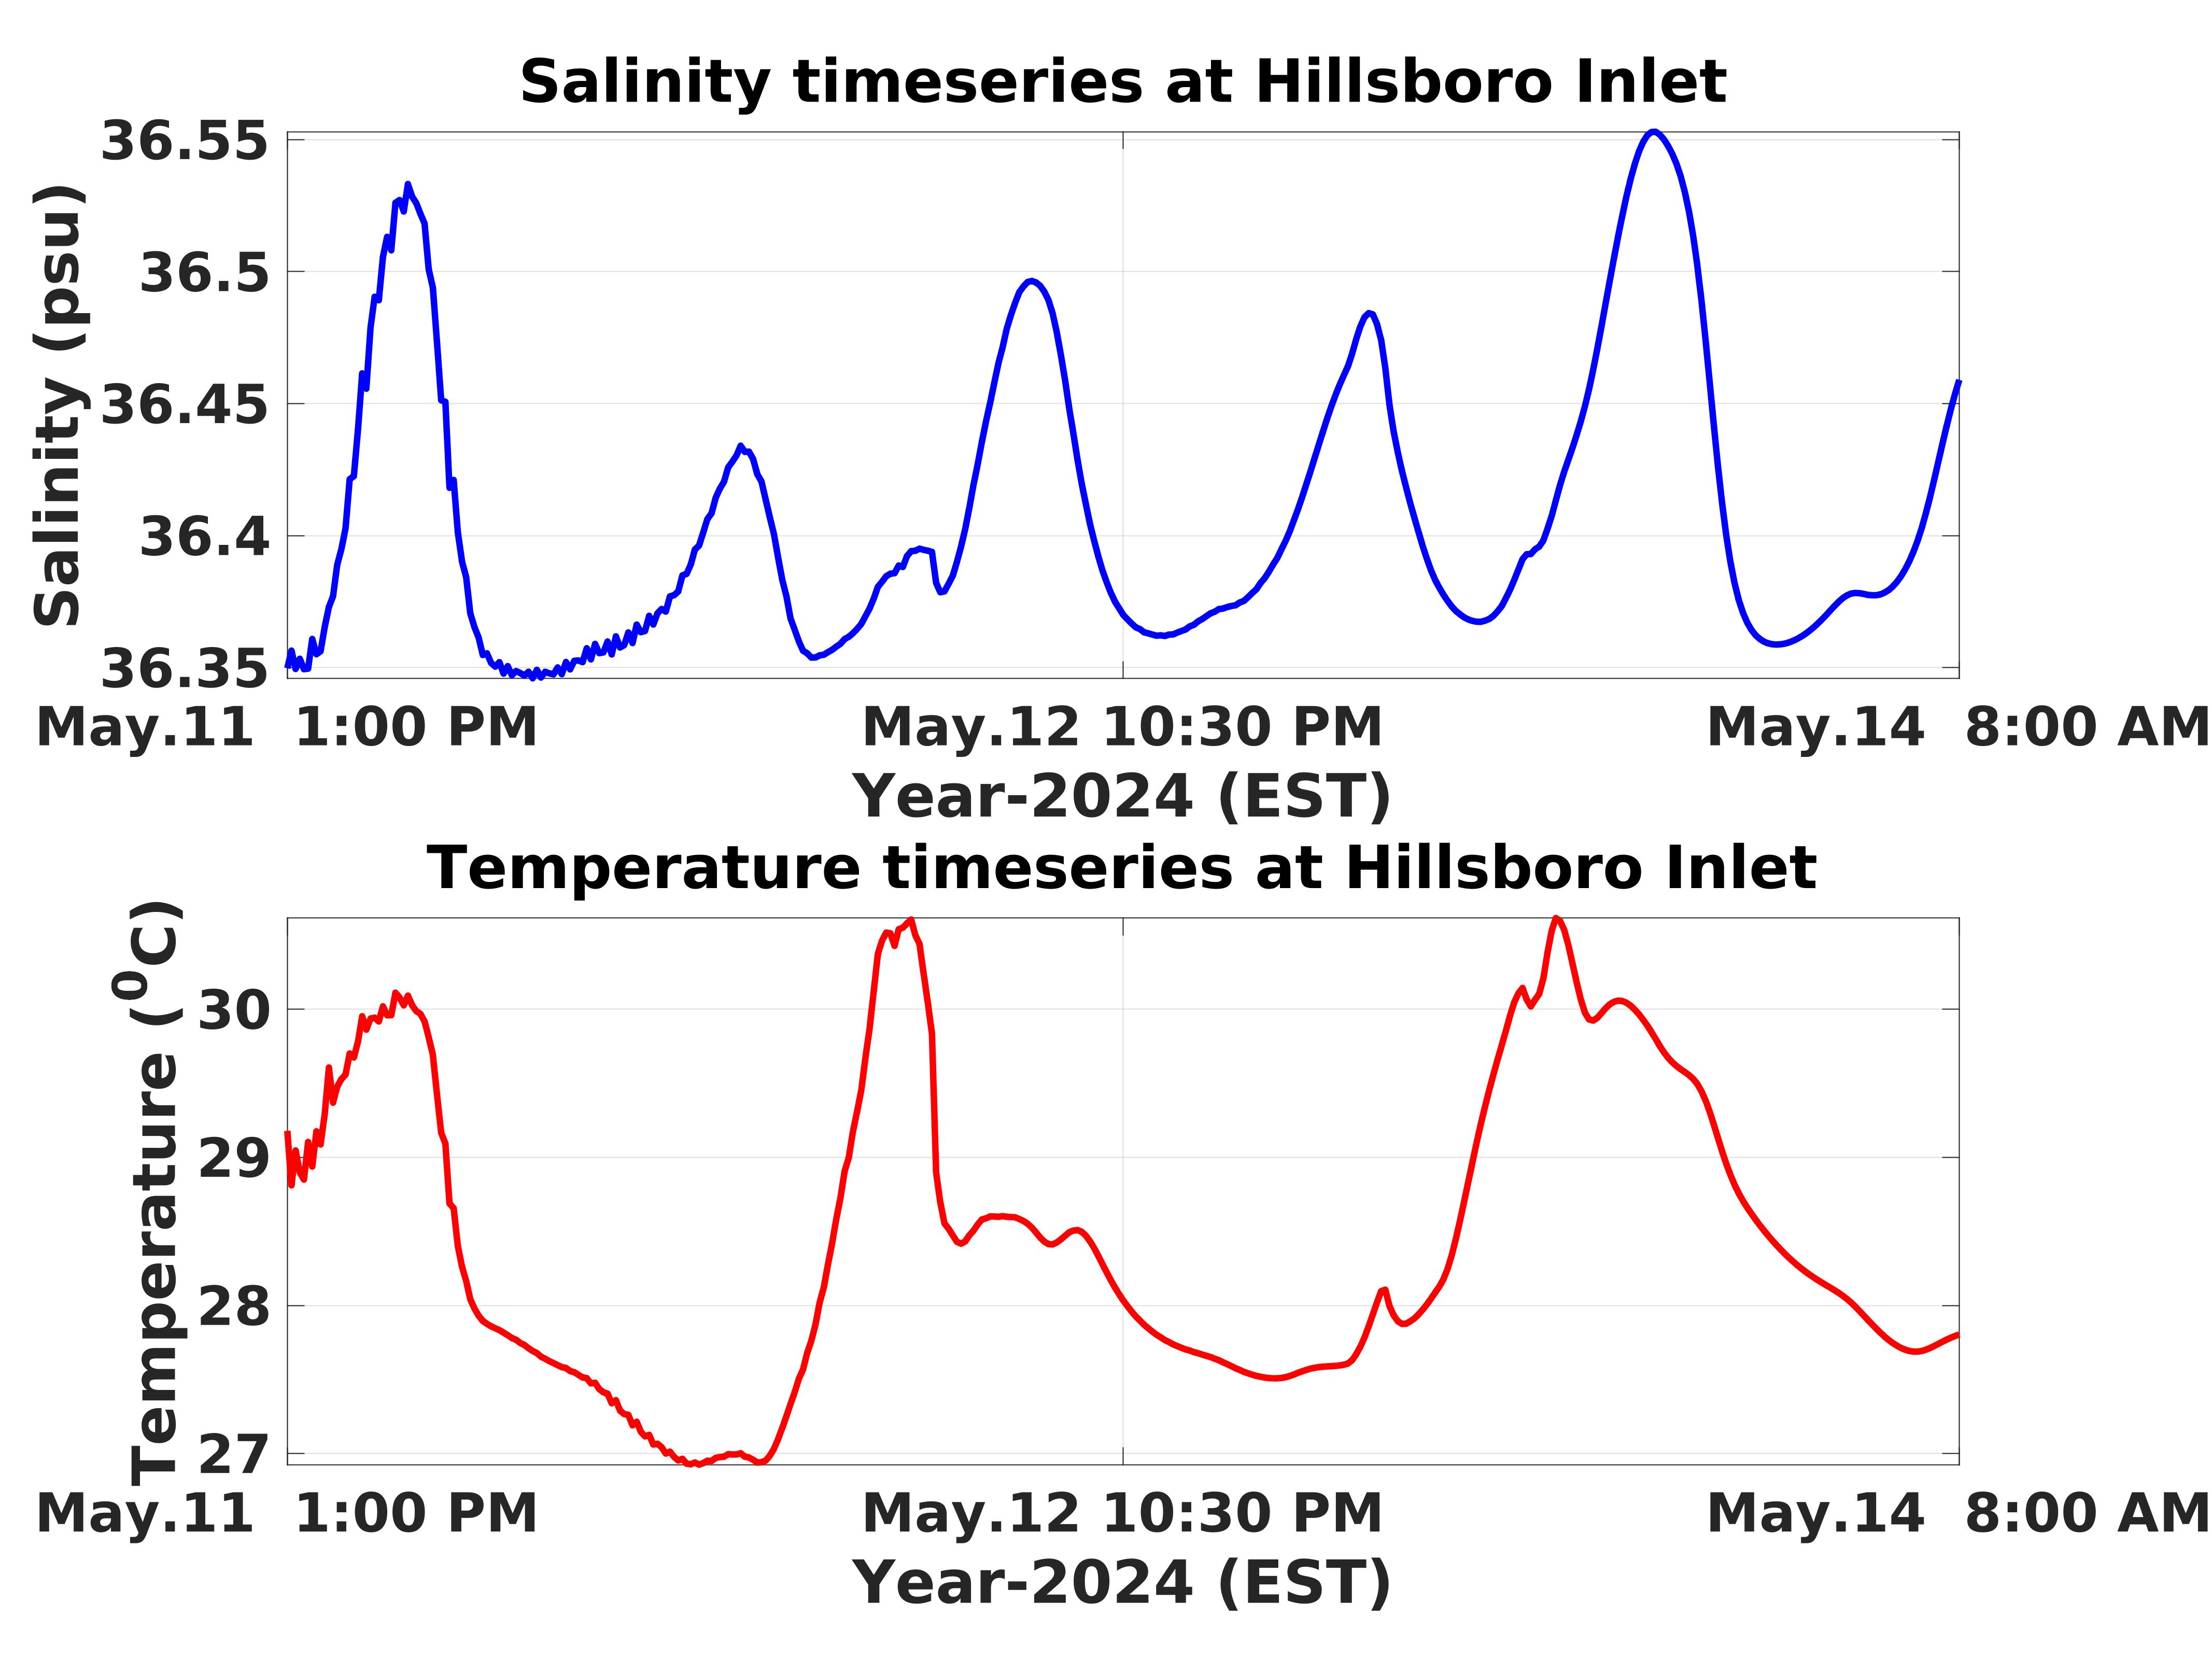 Salinity timeseries at Hillsboro Inlet
Salinity (psu)
36.55
36.5
36.45
36.4
36.35
May.11  1:00 PM
May.12 10:30 PM
May.14  8:00 AM
Year-2024 (EST)
Temperature timeseries at Hillsboro Inlet
Temperature (⁰C)
30
29
28
27
May.11  1:00 PM
May.12 10:30 PM
May.14  8:00 AM
Year-2024 (EST)